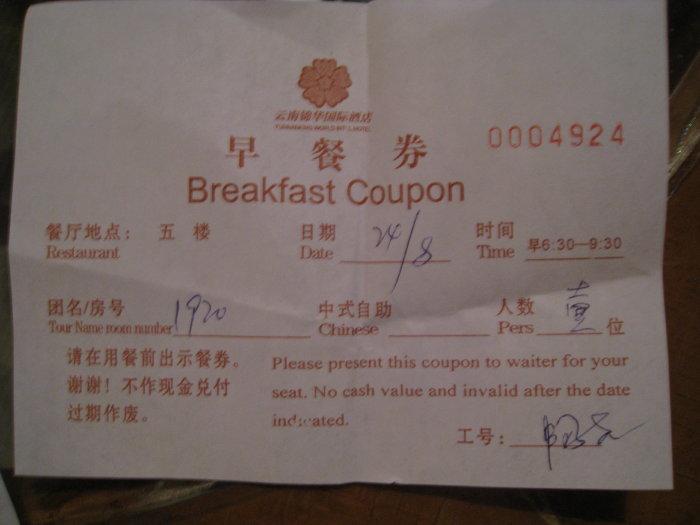 云南锦华国际酒店
早餐券
0004924
Breakfast Coupon
餐厅地点： 五楼 日期 24/8 时间 早6:30—9:30
Restaurant Date Time
团名/房号 1920 中式自助 人数 壹 位
Tour Name room number Chinese Pers
请在用餐前出示餐券。
谢谢！不作现金兑付
过期作废。
Please present this coupon to waiter for your
seat. No cash value and invalid after the date
indicated.
工号：